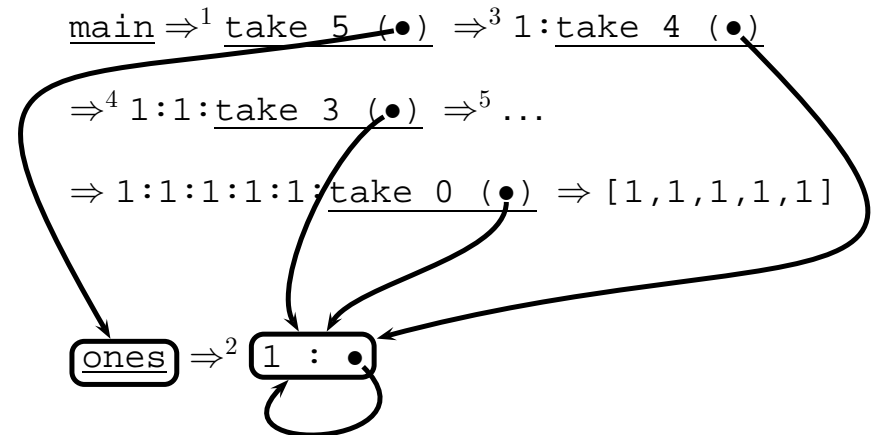 main ⇒¹ take 5 (●) ⇒³ 1:take 4 (●)
⇒⁴ 1:1:take 3 (●) ⇒⁵ ...
⇒ 1:1:1:1:1:take 0 (●) ⇒ [1,1,1,1,1]
ones ⇒² 1 : ●